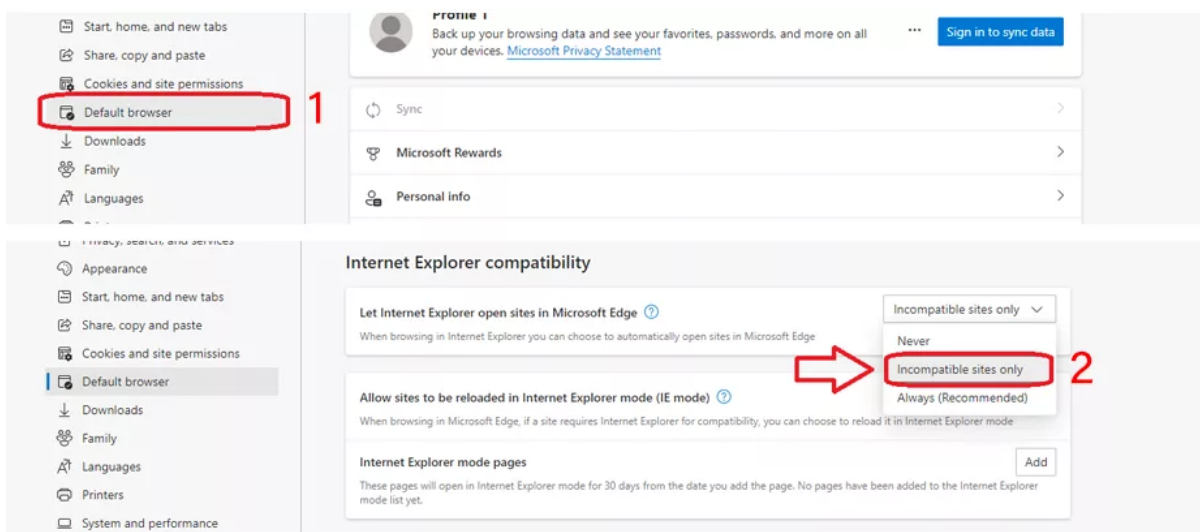 Profile 1
Start, home, and new tabs
Back up your browsing data and see your favorites, passwords, and more on all
your devices. Microsoft Privacy Statement
Sign in to sync data
Share, copy and paste
Cookies and site permissions
Default browser
1
Sync
Downloads
Microsoft Rewards
Family
Languages
Personal info
Privacy, search, and services
Appearance
Start, home, and new tabs
Share, copy and paste
Cookies and site permissions
Default browser
Downloads
Family
Languages
Printers
System and performance
Internet Explorer compatibility
Let Internet Explorer open sites in Microsoft Edge
When browsing in Internet Explorer you can choose to automatically open sites in Microsoft Edge
Incompatible sites only
Never
Incompatible sites only
2
Always (Recommended)
Allow sites to be reloaded in Internet Explorer mode (IE mode)
When browsing in Microsoft Edge, if a site requires Internet Explorer for compatibility, you can choose to reload it in Internet Explorer mode
Internet Explorer mode pages
Add
These pages will open in Internet Explorer mode for 30 days from the date you add the page. No pages have been added to the Internet Explorer
mode list yet.